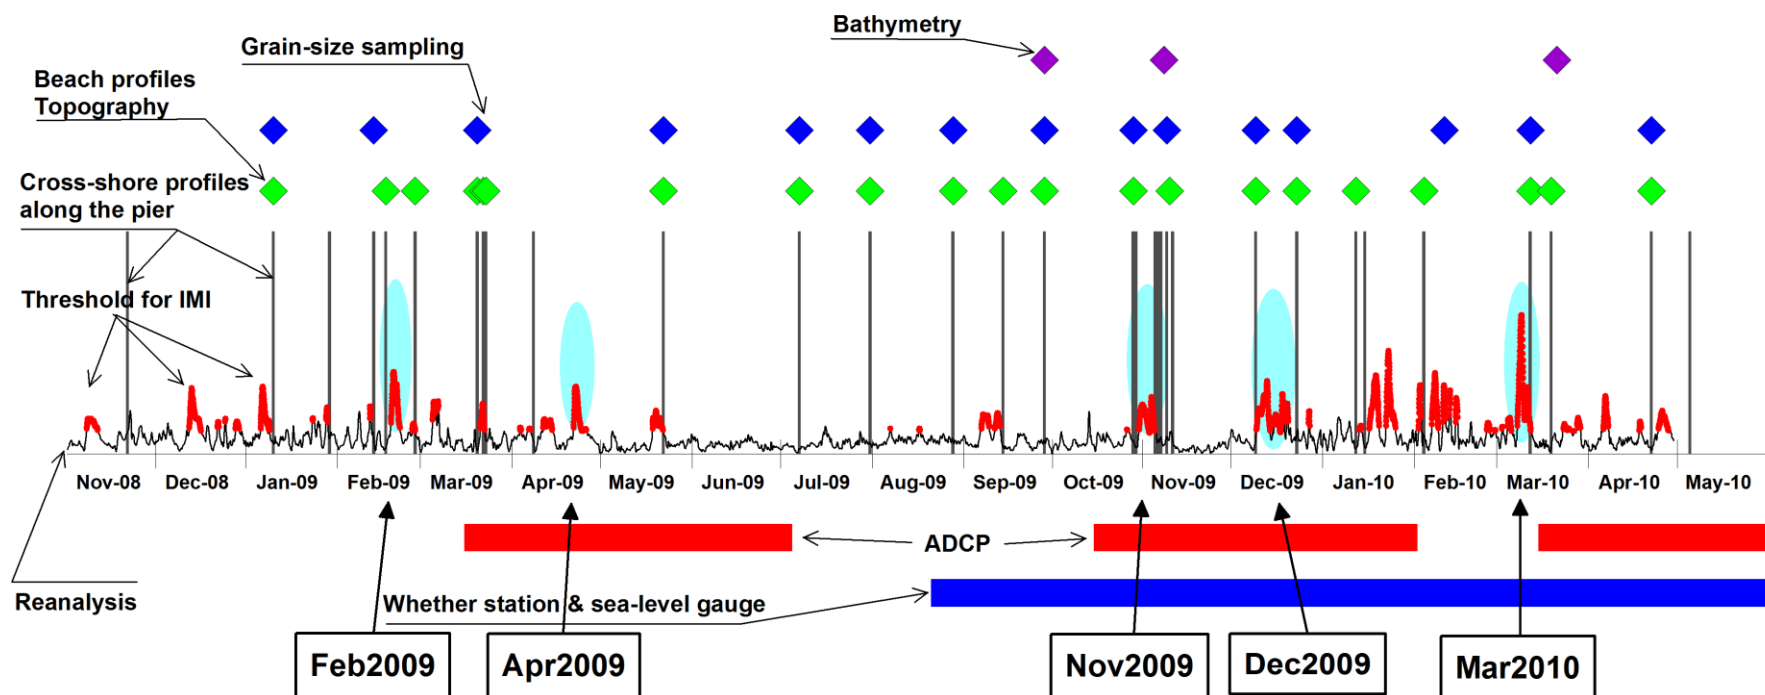 Bathymetry
Grain-size sampling
Beach profiles
Topography
Cross-shore profiles
along the pier
Threshold for IMI
Nov-08 Dec-08 Jan-09 Feb-09 Mar-09 Apr-09 May-09 Jun-09 Jul-09 Aug-09 Sep-09 Oct-09 Nov-09 Dec-09 Jan-10 Feb-10 Mar-10 Apr-10 May-10
ADCP
Reanalysis
Whether station & sea-level gauge
Feb2009 Apr2009 Nov2009 Dec2009 Mar2010